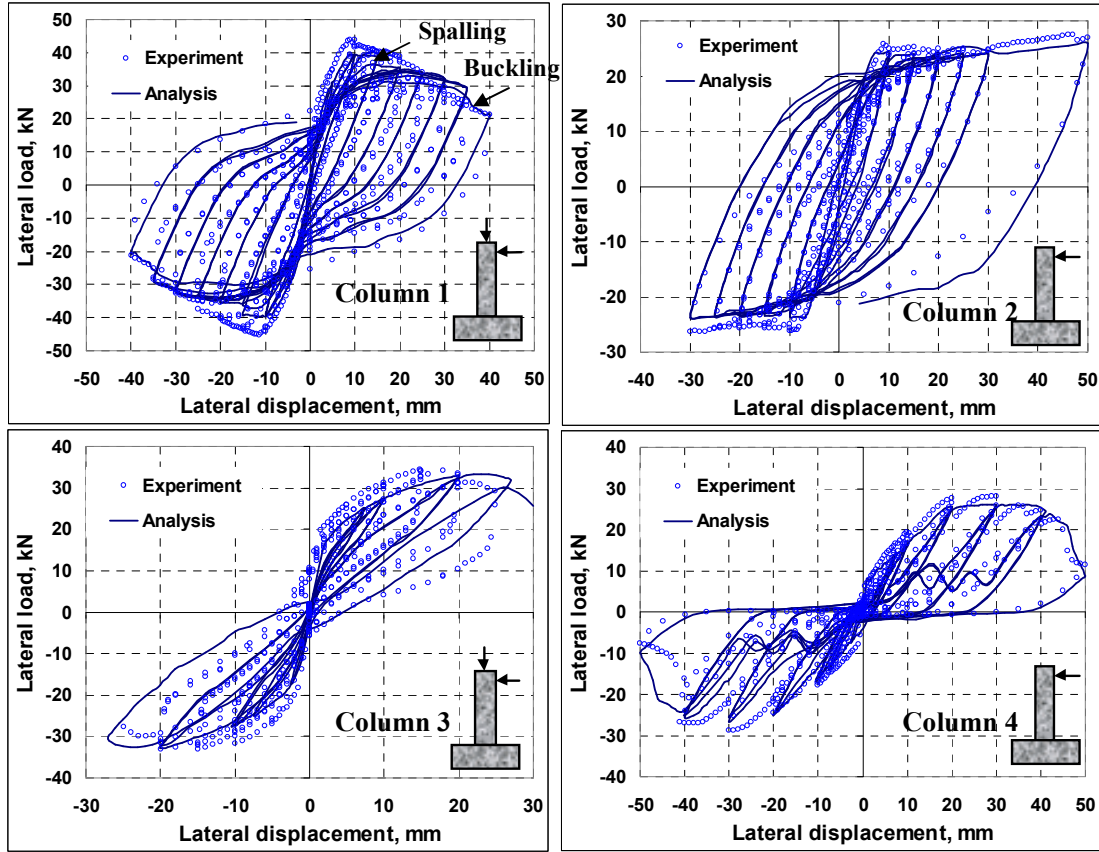 50
40
30
20
10
0
-10
-20
-30
-40
-50
Lateral load, kN
Experiment
Analysis
Spalling
Buckling
Column 1
-50 -40 -30 -20 -10 0 10 20 30 40 50
Lateral displacement, mm
30
20
10
0
-10
-20
-30
Lateral load, kN
Experiment
Analysis
Column 2
-30 -20 -10 0 10 20 30 40 50
Lateral displacement, mm
40
30
20
10
0
-10
-20
-30
-40
Lateral load, kN
Experiment
Analysis
Column 3
-30 -20 -10 0 10 20 30
Lateral displacement, mm
40
30
20
10
0
-10
-20
-30
-40
Lateral load, kN
Experiment
Analysis
Column 4
-50 -40 -30 -20 -10 0 10 20 30 40 50
Lateral displacement, mm